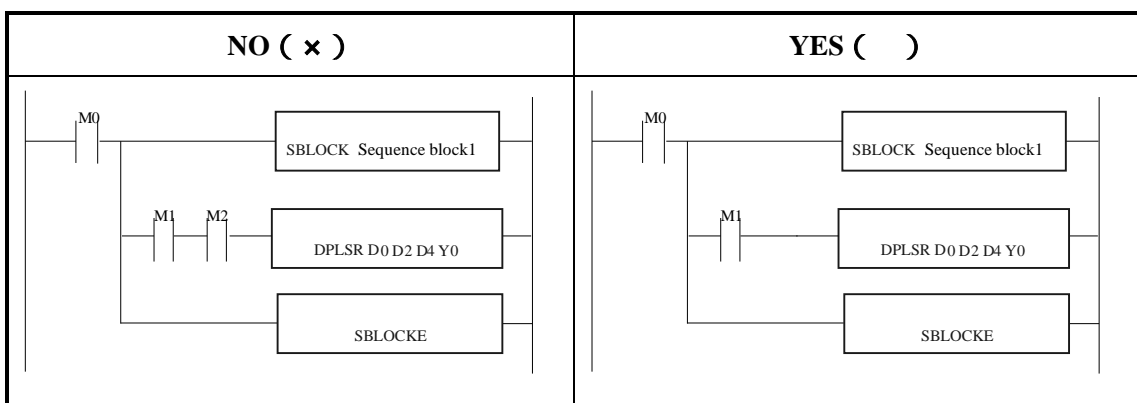 NO ( × )
YES ( )
M0
SBLOCK Sequence block1
M1 M2
DPLSR D0 D2 D4 Y0
SBLOCKE
M0
SBLOCK Sequence block1
M1
DPLSR D0 D2 D4 Y0
SBLOCKE